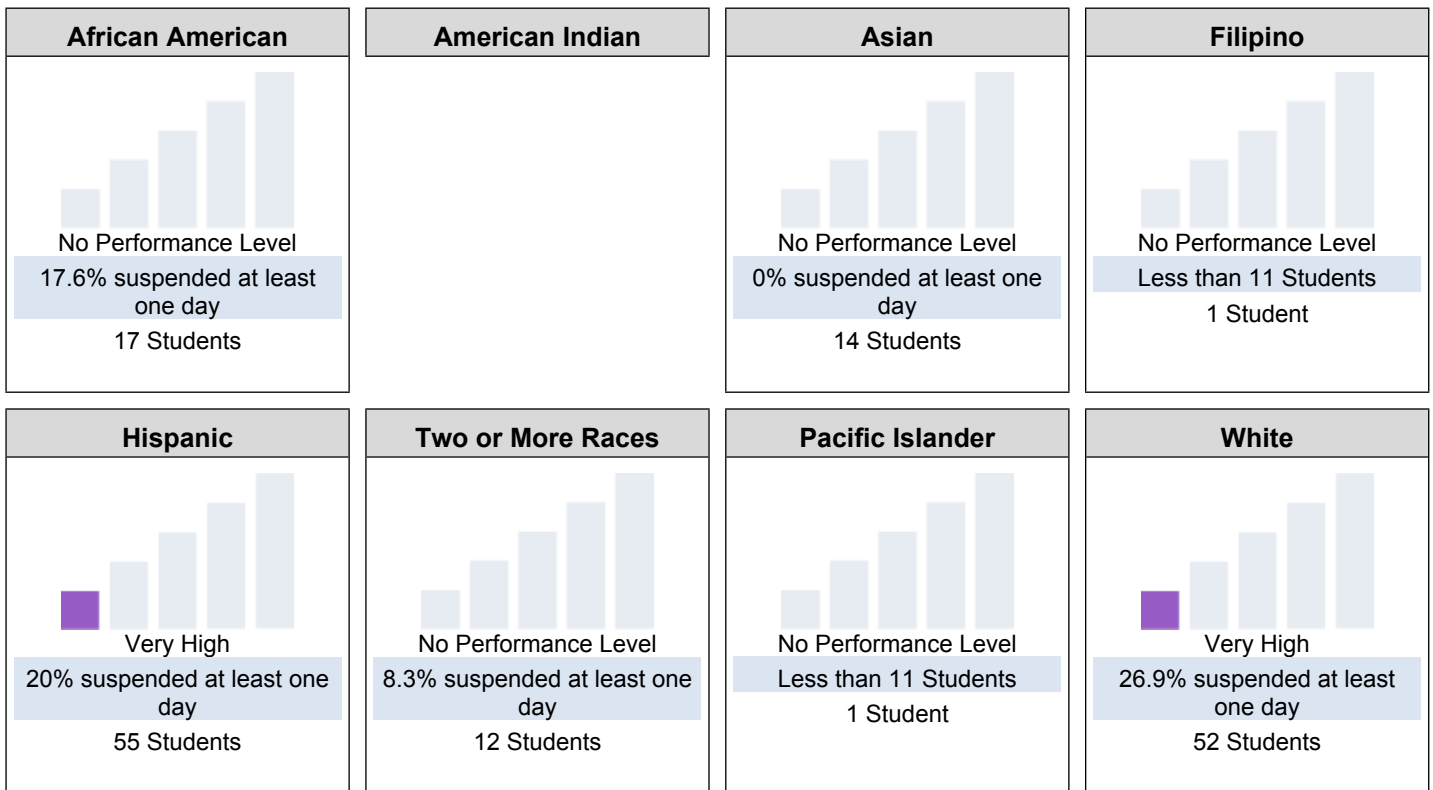 African American
No Performance Level
17.6% suspended at least
one day
17 Students
American Indian
Asian
No Performance Level
0% suspended at least one
day
14 Students
Filipino
No Performance Level
Less than 11 Students
1 Student
Hispanic
Very High
20% suspended at least one
day
55 Students
Two or More Races
No Performance Level
8.3% suspended at least one
day
12 Students
Pacific Islander
No Performance Level
Less than 11 Students
1 Student
White
Very High
26.9% suspended at least
one day
52 Students